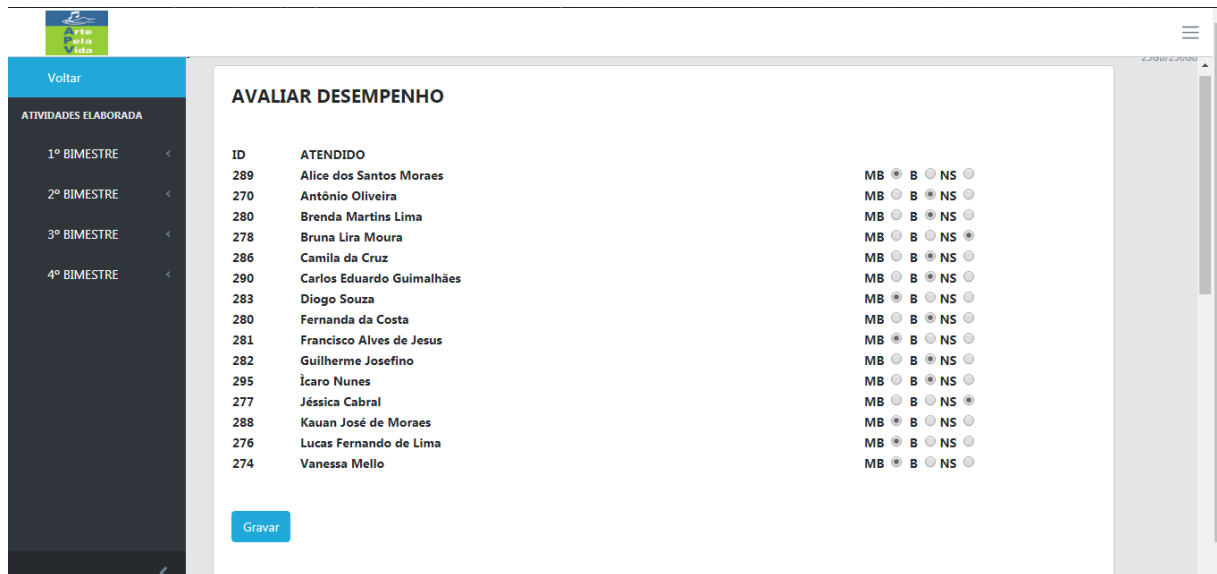 Arte
Pela
Vida
Voltar
ATIVIDADES ELABORADA
1º BIMESTRE
2º BIMESTRE
3º BIMESTRE
4º BIMESTRE
AVALIAR DESEMPENHO
ID ATENDIDO
289 Alice dos Santos Moraes MB B NS
270 Antônio Oliveira MB B NS
280 Brenda Martins Lima MB B NS
278 Bruna Lira Moura MB B NS
286 Camila da Cruz MB B NS
290 Carlos Eduardo Guimalhães MB B NS
283 Diogo Souza MB B NS
280 Fernanda da Costa MB B NS
281 Francisco Alves de Jesus MB B NS
282 Guilherme Josefino MB B NS
295 Ìcaro Nunes MB B NS
277 Jéssica Cabral MB B NS
288 Kauan José de Moraes MB B NS
276 Lucas Fernando de Lima MB B NS
274 Vanessa Mello MB B NS
Gravar